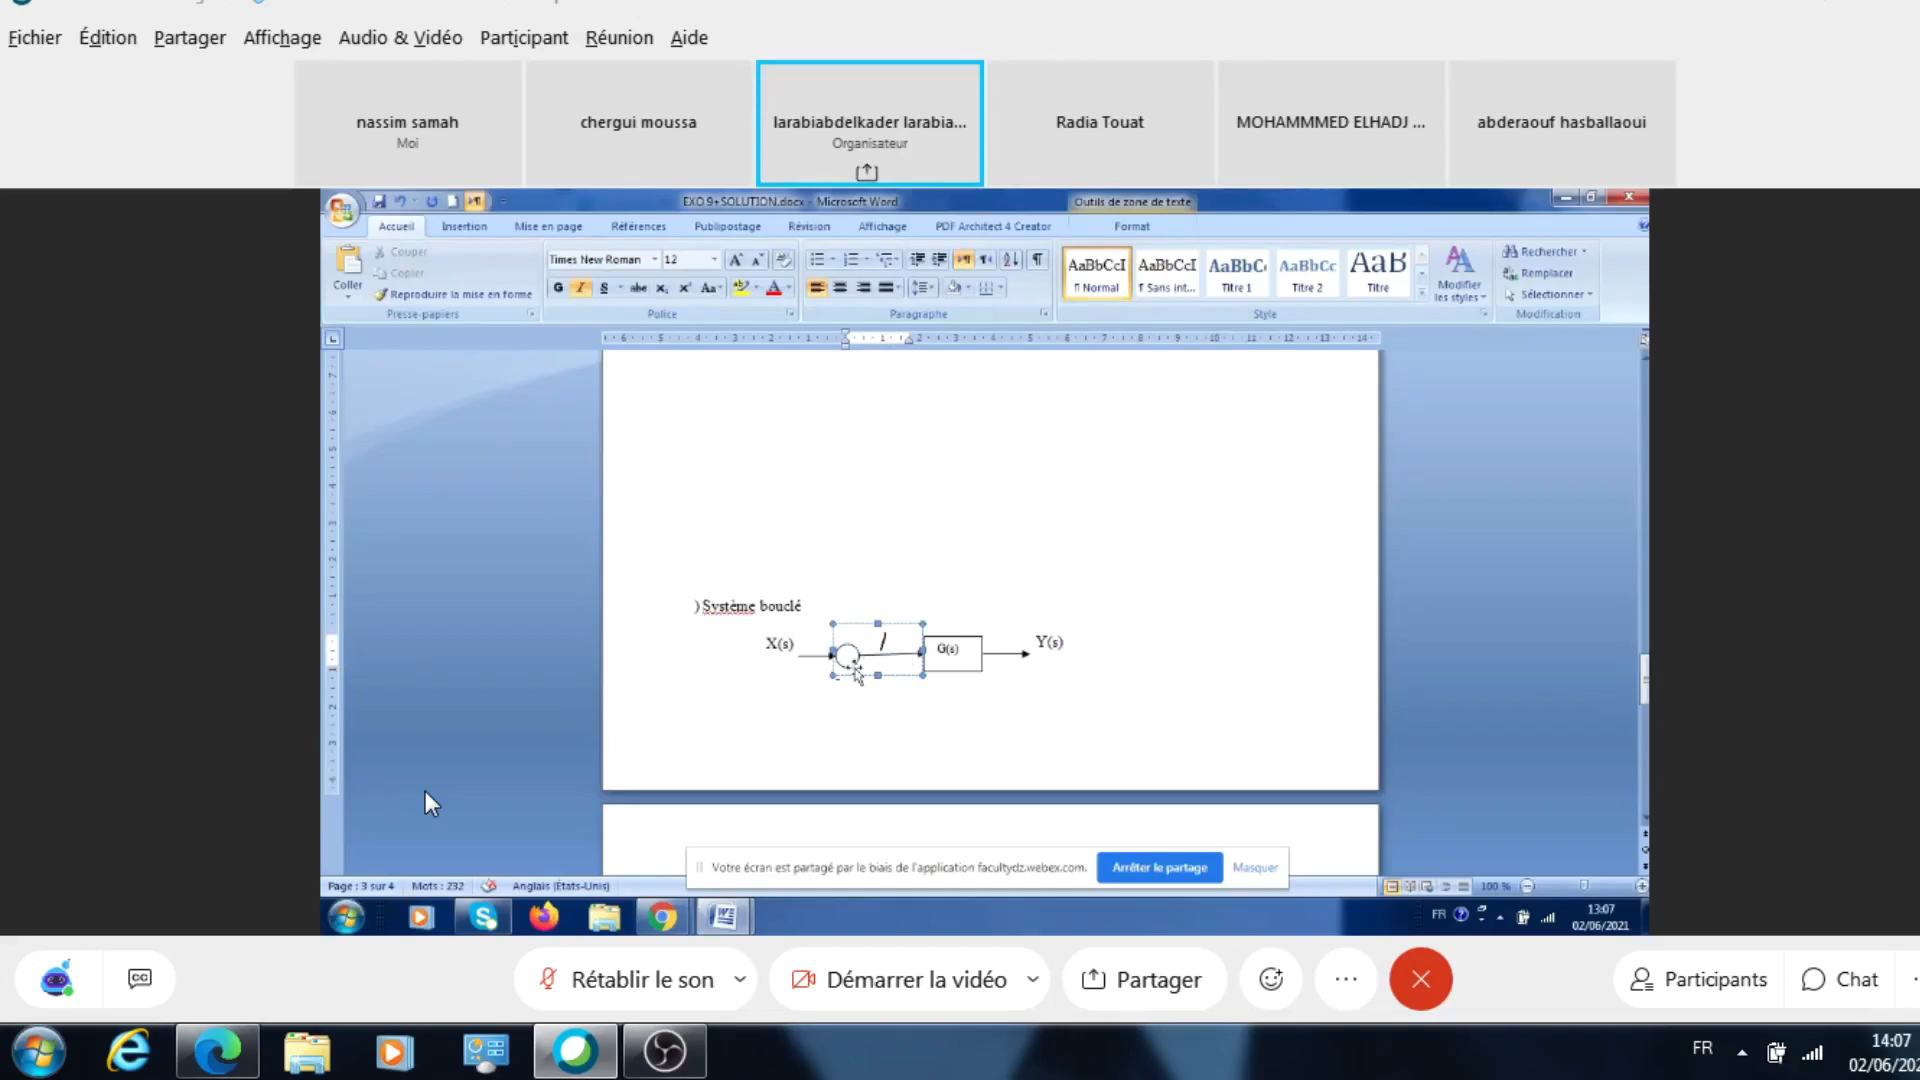 Fichier Édition Partager Affichage Audio & Vidéo Participant Réunion Aide
nassim samah
Moi
chergui moussa
larabiabdelkader larabia...
Organisateur
Radia Touat
MOHAMMMED ELHADJ ...
abderaouf hasballaoui
EXO 9+SOLUTION.docx - Microsoft Word
Outils de zone de texte
Accueil Insertion Mise en page Références Publipostage Révision Affichage PDF Architect 4 Creator Format
Coller
Couper
Copier
Reproduire la mise en forme
Presse-papiers
Times New Roman 12
G I S abe x₂ x² Aa
Police
Paragraphe
AaBbCcI
¶ Normal
AaBbCcI
¶ Sans int...
AaBbC
Titre 1
AaBbCc
Titre 2
AaB
Titre
Modifier
les styles
Style
Rechercher
Remplacer
Sélectionner
Modification
) Système bouclé
X(s)
G(s)
Y(s)
Votre écran est partagé par le biais de l'application facultydz.webex.com.
Arrêter le partage
Masquer
Page : 3 sur 4 Mots : 232 Anglais (États-Unis)
100 %
FR
13:07
02/06/2021
Rétablir le son
Démarrer la vidéo
Partager
Participants
Chat
FR
14:07